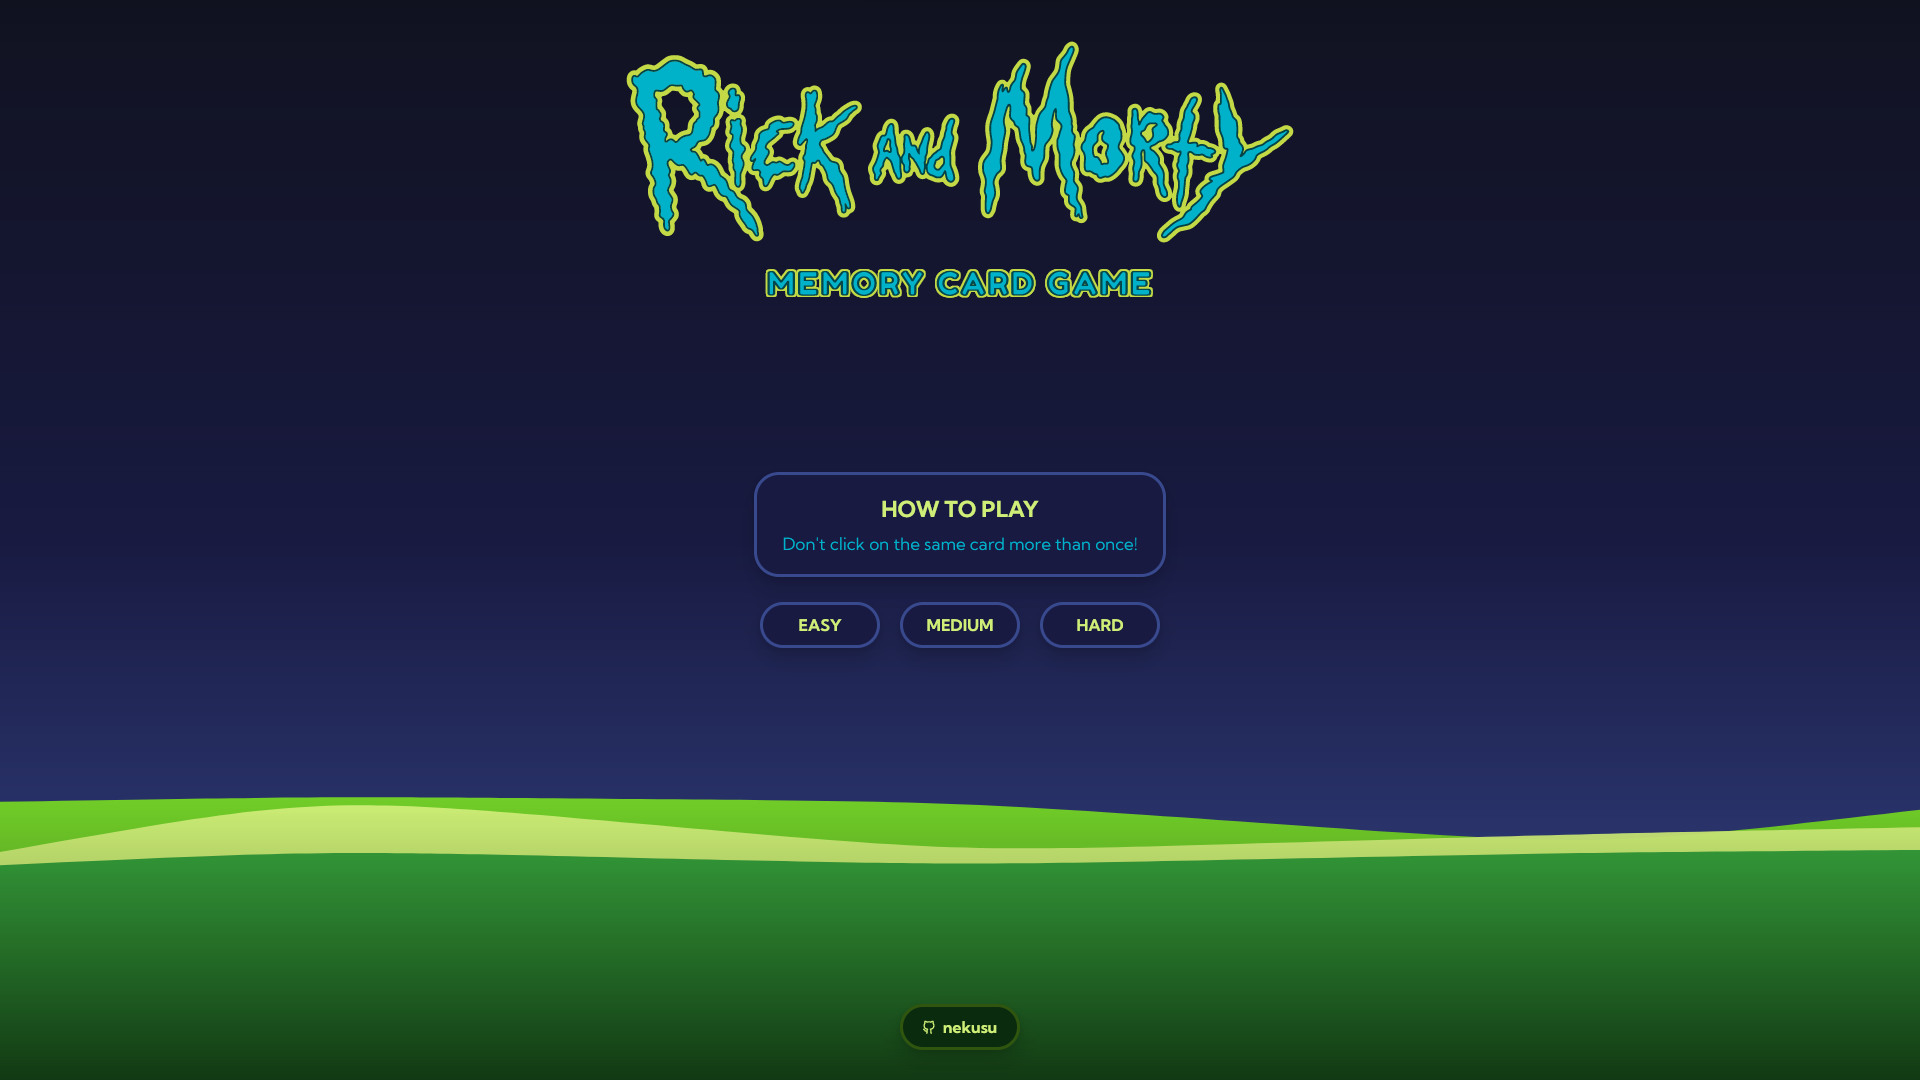 Rick and Morty
MEMORY CARD GAME
HOW TO PLAY
Don't click on the same card more than once!
EASY
MEDIUM
HARD
nekusu